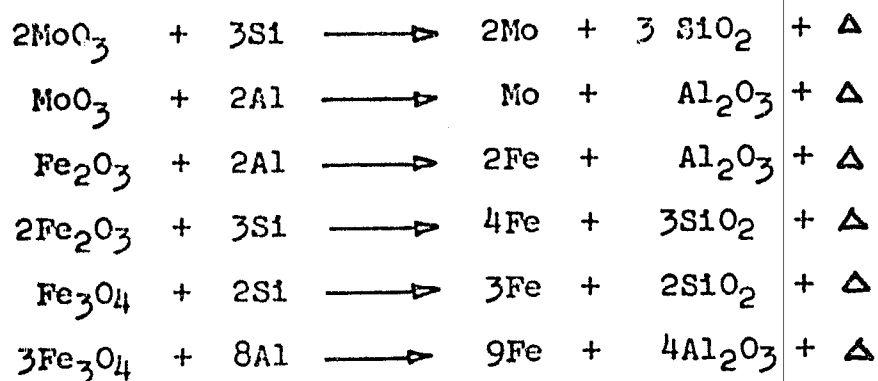 2MoO₃ + 3Si ⟶ 2Mo + 3 SiO₂ + Δ
MoO₃ + 2Al ⟶ Mo + Al₂O₃ + Δ
Fe₂O₃ + 2Al ⟶ 2Fe + Al₂O₃ + Δ
2Fe₂O₃ + 3Si ⟶ 4Fe + 3SiO₂ + Δ
Fe₃O₄ + 2Si ⟶ 3Fe + 2SiO₂ + Δ
3Fe₃O₄ + 8Al ⟶ 9Fe + 4Al₂O₃ + Δ